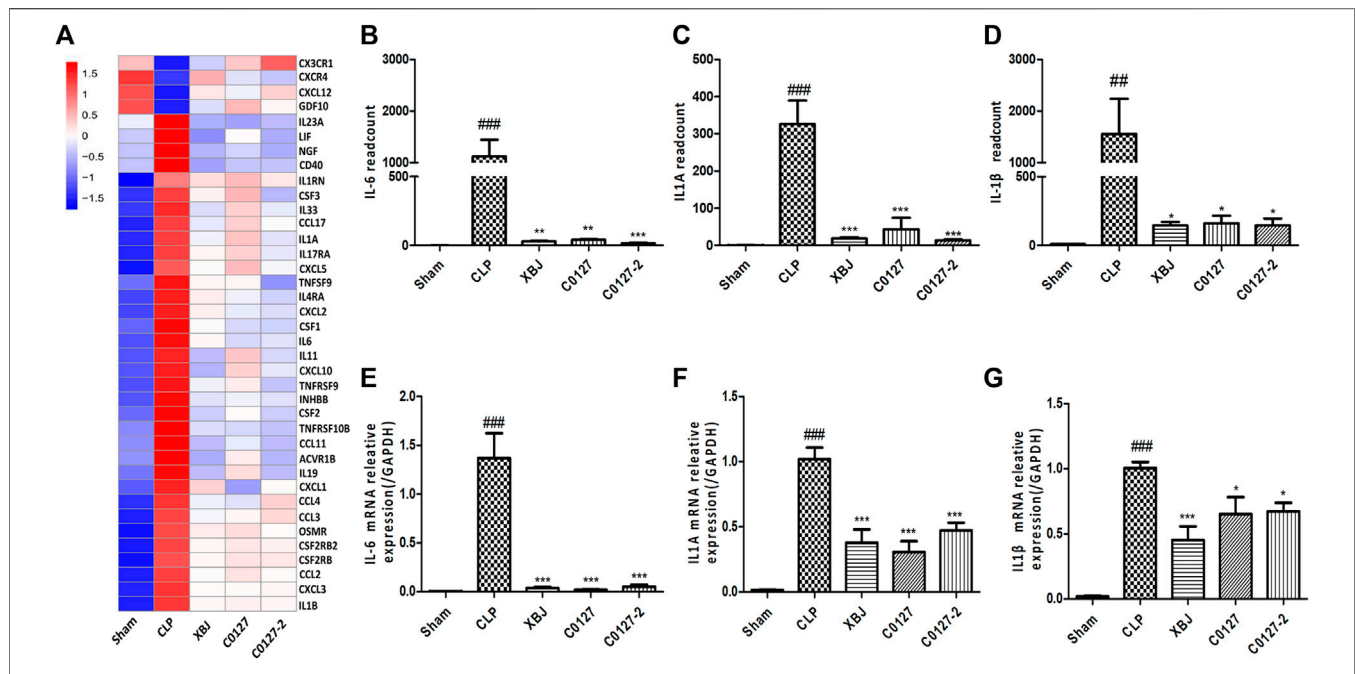 A
1.5
1
0.5
0
−0.5
−1
−1.5
CX3CR1
CXCR4
CXCL12
GDF10
IL23A
LIF
NGF
CD40
IL1RN
CSF3
IL33
CCL17
IL1A
IL17RA
CXCL5
TNFSF9
IL4RA
CXCL2
CSF1
IL6
IL11
CXCL10
TNFRSF9
INHBB
CSF2
TNFRSF10B
CCL11
ACVR1B
IL19
CXCL1
CCL4
CCL3
OSMR
CSF2RB2
CSF2RB
CCL2
CXCL3
IL1B
Sham CLP XBJ C0127 C0127-2
B
IL-6 readcount
3000
2000
1000
500
0
###
** ** ***
Sham CLP XBJ C0127 C0127-2
C
IL1A readcount
500
400
300
200
100
0
###
*** *** ***
Sham CLP XBJ C0127 C0127-2
D
IL-1β readcount
3000
2000
1000
500
0
##
* * *
Sham CLP XBJ C0127 C0127-2
E
IL-6 mRNA releative
expression(/GAPDH)
2.0
1.5
1.0
0.5
0.0
###
*** *** ***
Sham CLP XBJ C0127 C0127-2
F
IL1A mRNA releative
expression(/GAPDH)
1.5
1.0
0.5
0.0
###
*** *** ***
Sham CLP XBJ C0127 C0127-2
G
IL1β mRNA releative
expression(/GAPDH)
1.5
1.0
0.5
0.0
###
*** * *
Sham CLP XBJ C0127 C0127-2